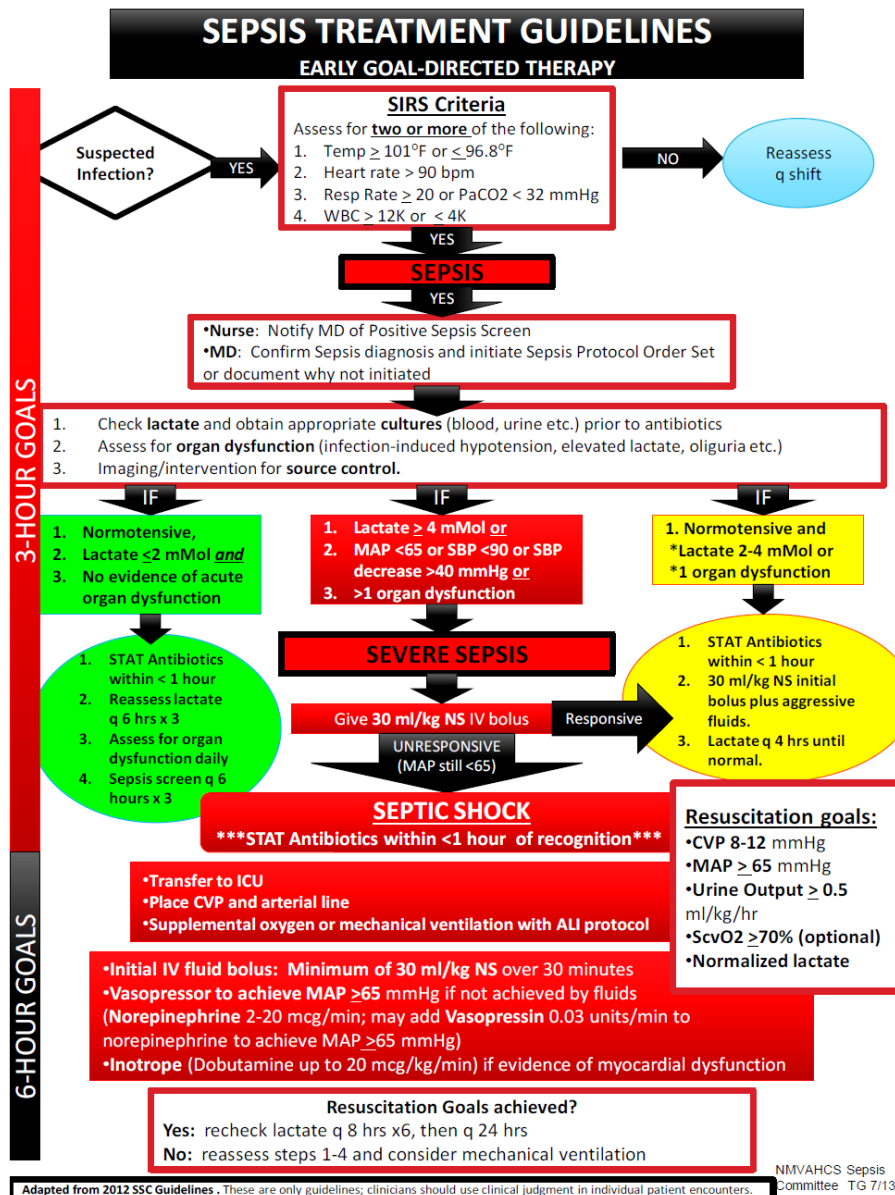 SEPSIS TREATMENT GUIDELINES
EARLY GOAL-DIRECTED THERAPY
3-HOUR GOALS
Suspected
Infection?
YES
SIRS Criteria
Assess for two or more of the following:
1. Temp ≥ 101°F or ≤ 96.8°F
2. Heart rate > 90 bpm
3. Resp Rate ≥ 20 or PaCO2 < 32 mmHg
4. WBC ≥ 12K or ≤ 4K
NO
Reassess
q shift
YES
SEPSIS
YES
•Nurse: Notify MD of Positive Sepsis Screen
•MD: Confirm Sepsis diagnosis and initiate Sepsis Protocol Order Set
or document why not initiated
1. Check lactate and obtain appropriate cultures (blood, urine etc.) prior to antibiotics
2. Assess for organ dysfunction (infection-induced hypotension, elevated lactate, oliguria etc.)
3. Imaging/intervention for source control.
IF
IF
IF
1. Normotensive,
2. Lactate ≤2 mMol and
3. No evidence of acute
organ dysfunction
1. STAT Antibiotics
within < 1 hour
2. Reassess lactate
q 6 hrs x 3
3. Assess for organ
dysfunction daily
4. Sepsis screen q 6
hours x 3
1. Lactate ≥ 4 mMol or
2. MAP <65 or SBP <90 or SBP
decrease >40 mmHg or
3. >1 organ dysfunction
SEVERE SEPSIS
Give 30 ml/kg NS IV bolus
Responsive
1. Normotensive and
*Lactate 2-4 mMol or
*1 organ dysfunction
1. STAT Antibiotics
within < 1 hour
2. 30 ml/kg NS initial
bolus plus aggressive
fluids.
3. Lactate q 4 hrs until
normal.
UNRESPONSIVE
(MAP still <65)
SEPTIC SHOCK
***STAT Antibiotics within <1 hour of recognition***
Resuscitation goals:
•CVP 8-12 mmHg
•MAP ≥ 65 mmHg
•Urine Output ≥ 0.5
ml/kg/hr
•ScvO2 ≥70% (optional)
•Normalized lactate
6-HOUR GOALS
•Transfer to ICU
•Place CVP and arterial line
•Supplemental oxygen or mechanical ventilation with ALI protocol
•Initial IV fluid bolus: Minimum of 30 ml/kg NS over 30 minutes
•Vasopressor to achieve MAP ≥65 mmHg if not achieved by fluids
(Norepinephrine 2-20 mcg/min; may add Vasopressin 0.03 units/min to
norepinephrine to achieve MAP ≥65 mmHg)
•Inotrope (Dobutamine up to 20 mcg/kg/min) if evidence of myocardial dysfunction
Resuscitation Goals achieved?
Yes: recheck lactate q 8 hrs x6, then q 24 hrs
No: reassess steps 1-4 and consider mechanical ventilation
Adapted from 2012 SSC Guidelines . These are only guidelines; clinicians should use clinical judgment in individual patient encounters.
NMVAHCS Sepsis
Committee TG 7/13